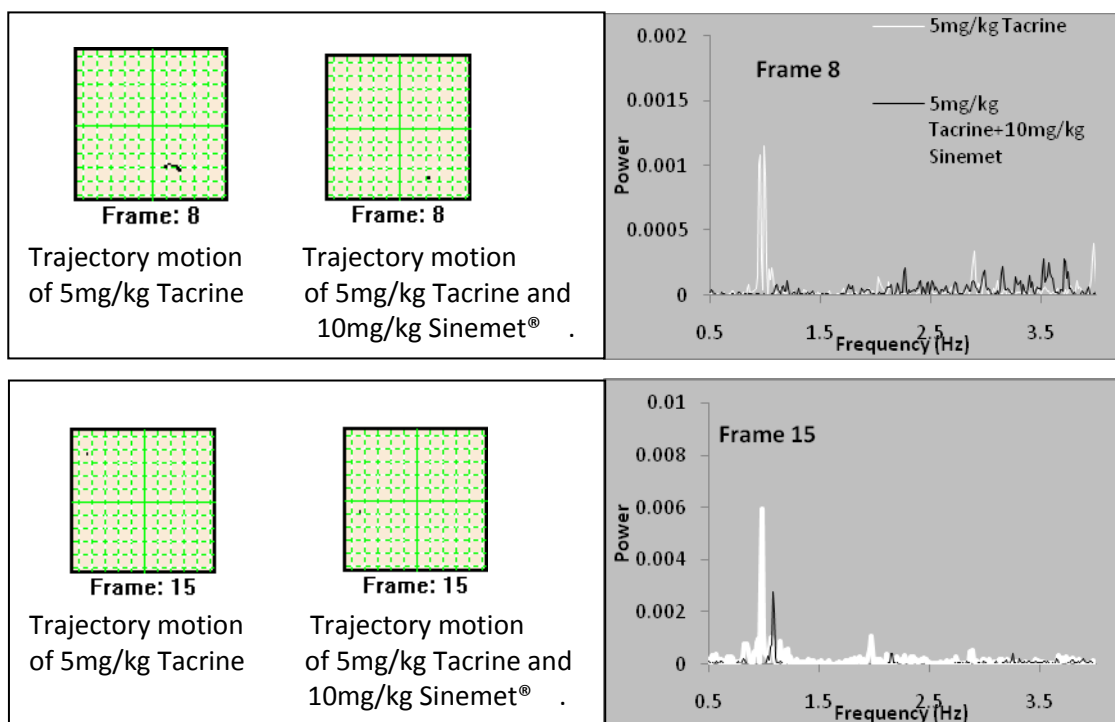 Frame: 8
Trajectory motion
of 5mg/kg Tacrine
Frame: 8
Trajectory motion
of 5mg/kg Tacrine and
10mg/kg Sinemet® .
5mg/kg Tacrine
5mg/kg
Tacrine+10mg/kg
Sinemet
Frame 8
Power
0.002
0.0015
0.001
0.0005
0
0.5 1.5 2.5 3.5
Frequency (Hz)
Frame: 15
Trajectory motion
of 5mg/kg Tacrine
Frame: 15
Trajectory motion
of 5mg/kg Tacrine and
10mg/kg Sinemet® .
Frame 15
Power
0.01
0.008
0.006
0.004
0.002
0
0.5 1.5 2.5 3.5
Frequency (Hz)